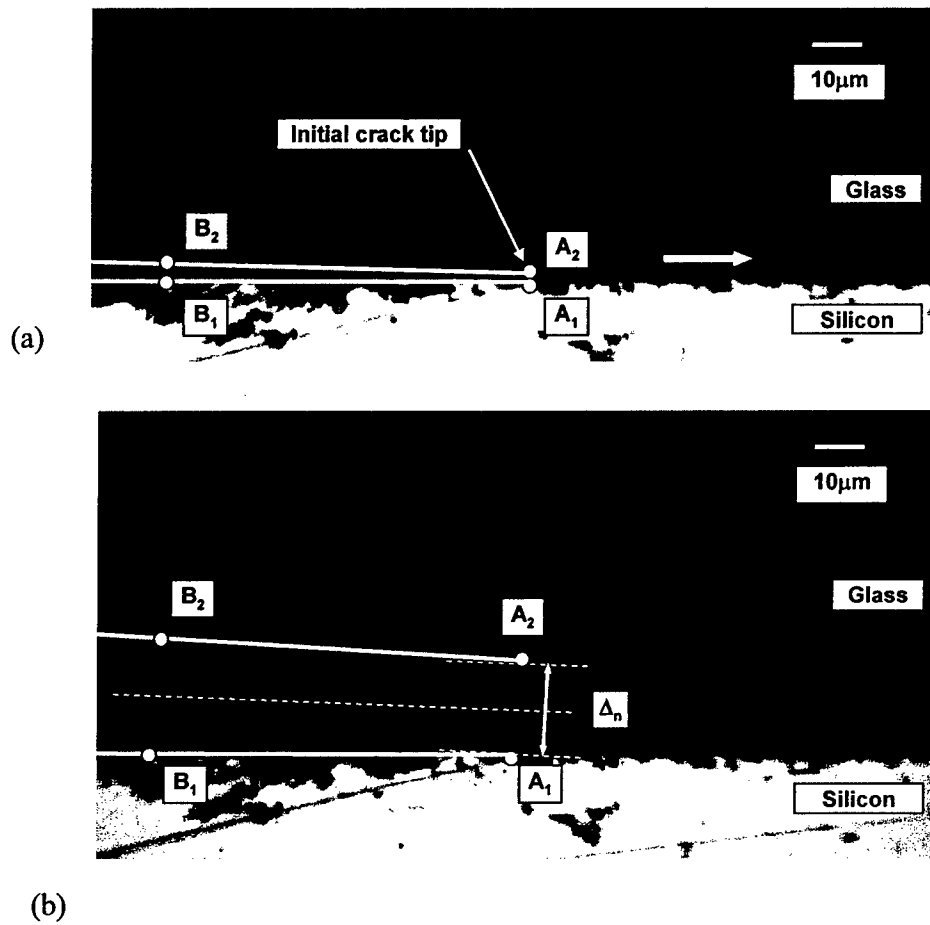 10μm
Initial crack tip
Glass
B₂
A₂
B₁
A₁
Silicon
(a)
10μm
B₂
A₂
Glass
Δₙ
B₁
A₁
Silicon
(b)